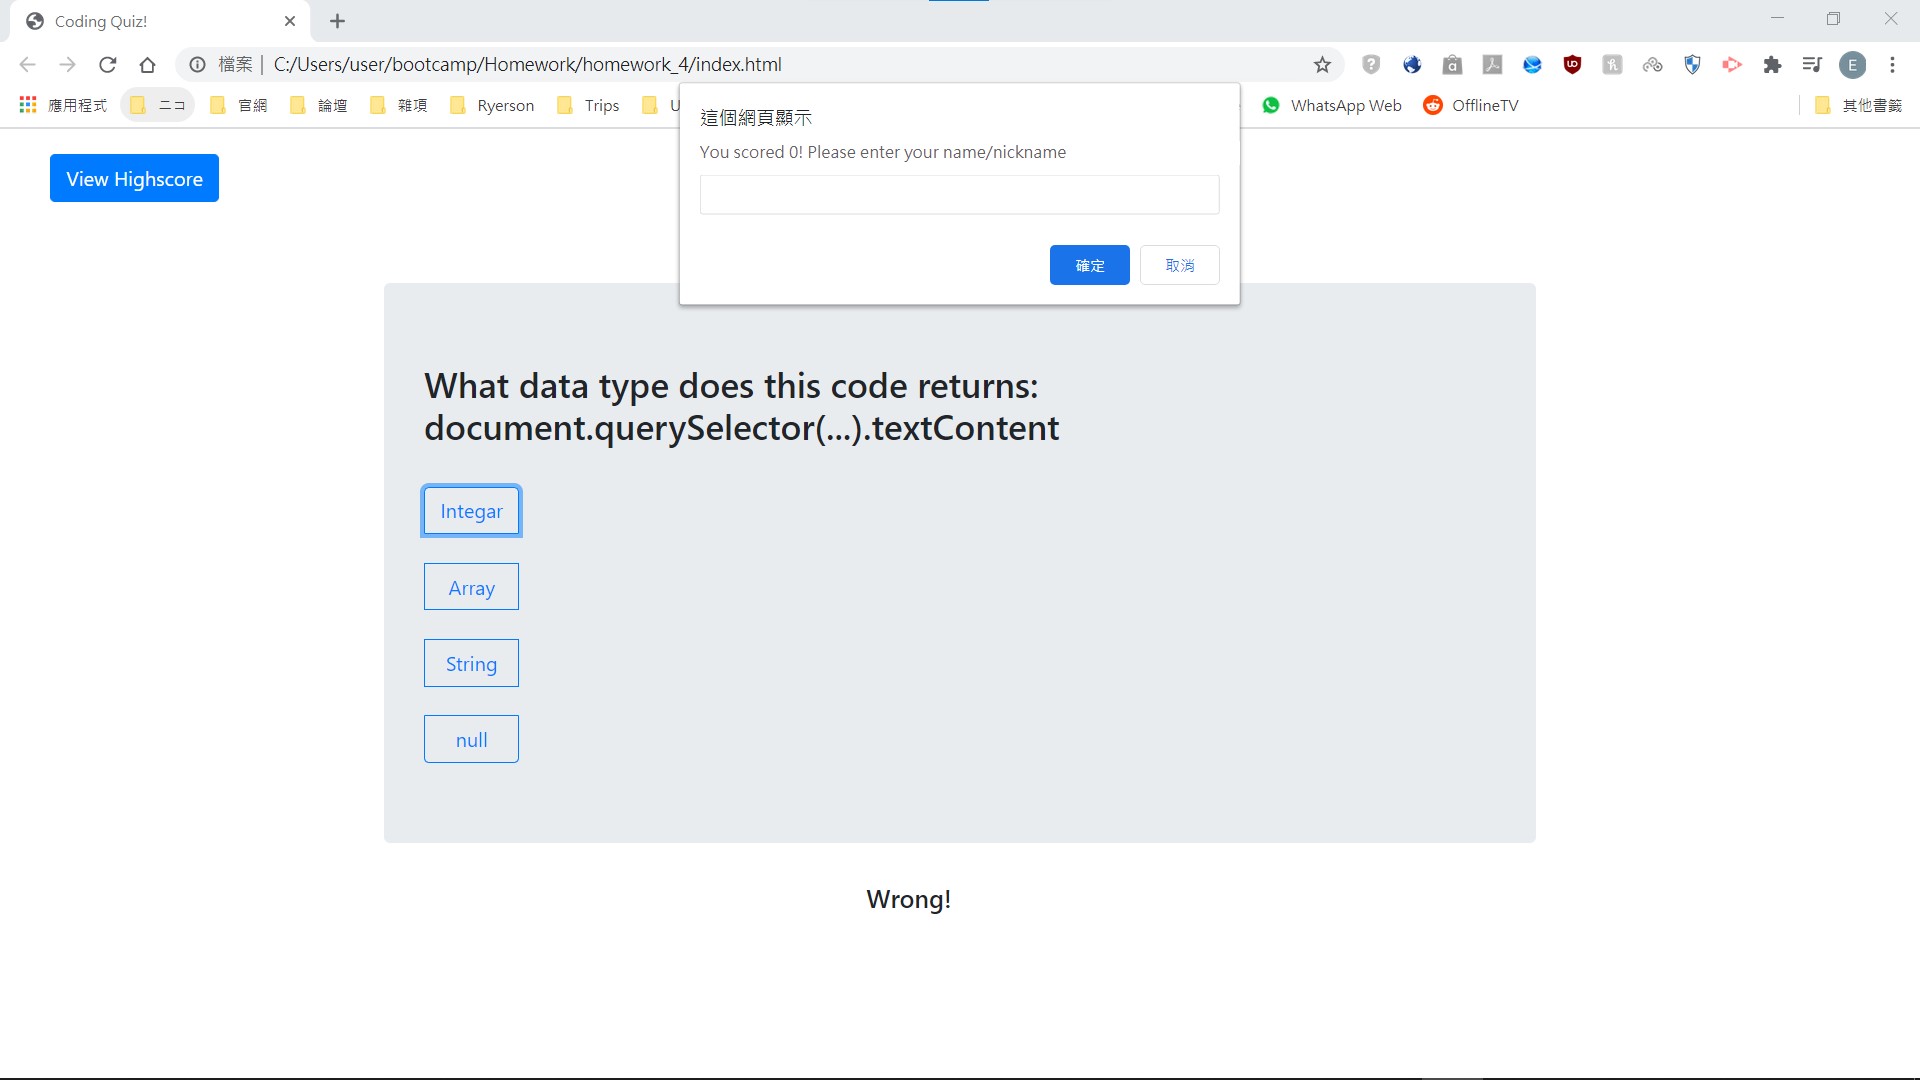 Coding Quiz!
檔案 | C:/Users/user/bootcamp/Homework/homework_4/index.html
E
應用程式 ニコ 官網 論壇 雜項 Ryerson Trips WhatsApp Web OfflineTV 其他書籤
這個網頁顯示
You scored 0! Please enter your name/nickname
確定 取消
View Highscore
What data type does this code returns:
document.querySelector(...).textContent
Integar
Array
String
null
Wrong!